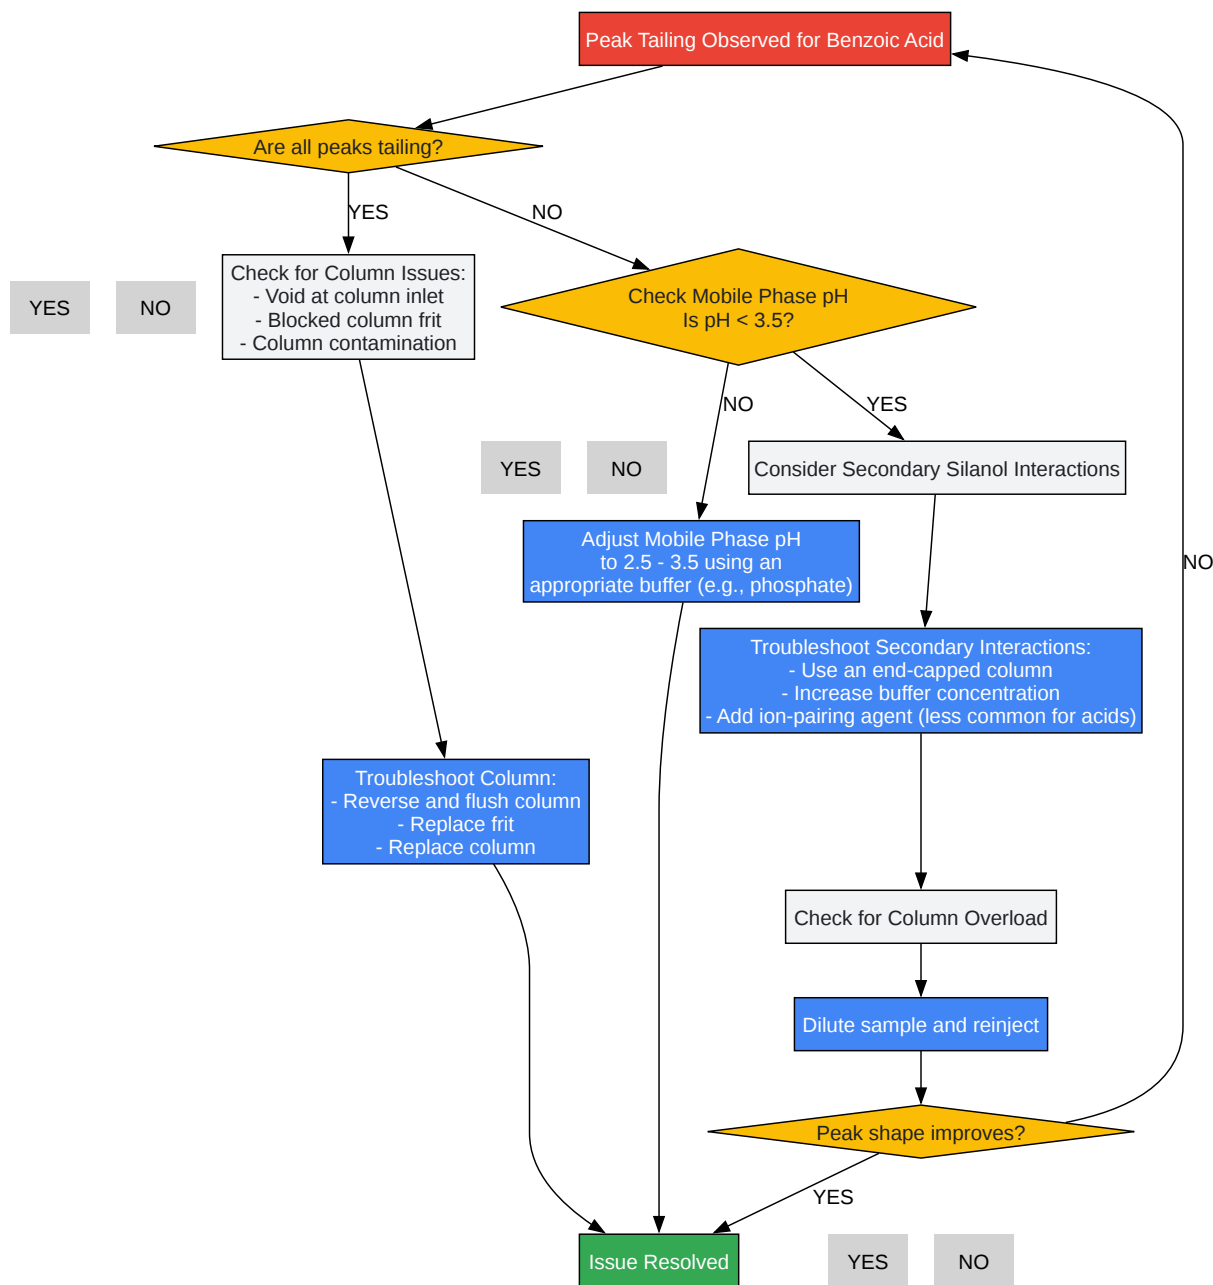 Peak Tailing Observed for Benzoic Acid
Are all peaks tailing?
YES
NO
Check for Column Issues:
- Void at column inlet
- Blocked column frit
- Column contamination
YES
NO
Check Mobile Phase pH
Is pH < 3.5?
NO
YES
YES
NO
Consider Secondary Silanol Interactions
Adjust Mobile Phase pH
to 2.5 - 3.5 using an
appropriate buffer (e.g., phosphate)
NO
Troubleshoot Secondary Interactions:
- Use an end-capped column
- Increase buffer concentration
- Add ion-pairing agent (less common for acids)
Troubleshoot Column:
- Reverse and flush column
- Replace frit
- Replace column
Check for Column Overload
Dilute sample and reinject
Peak shape improves?
YES
Issue Resolved
YES
NO